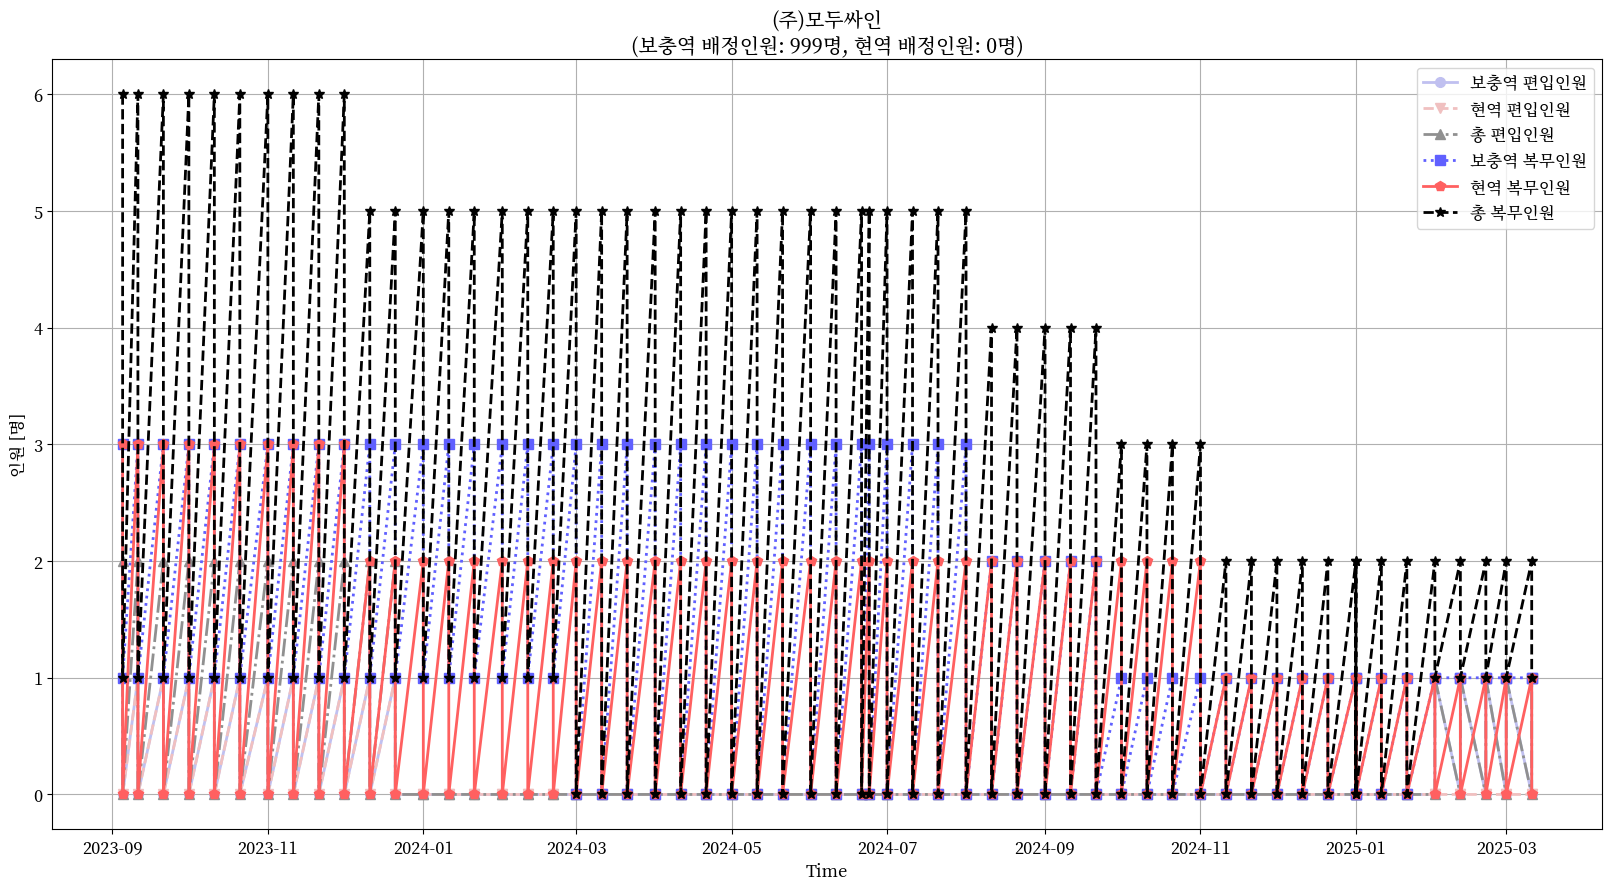 (주)모두싸인
(보충역 배정인원: 999명, 현역 배정인원: 0명)
보충역 편입인원
현역 편입인원
총 편입인원
보충역 복무인원
현역 복무인원
총 복무인원
인원 [명]
6
5
4
3
2
1
0
2023-09
2023-11
2024-01
2024-03
2024-05
2024-07
2024-09
2024-11
2025-01
2025-03
Time